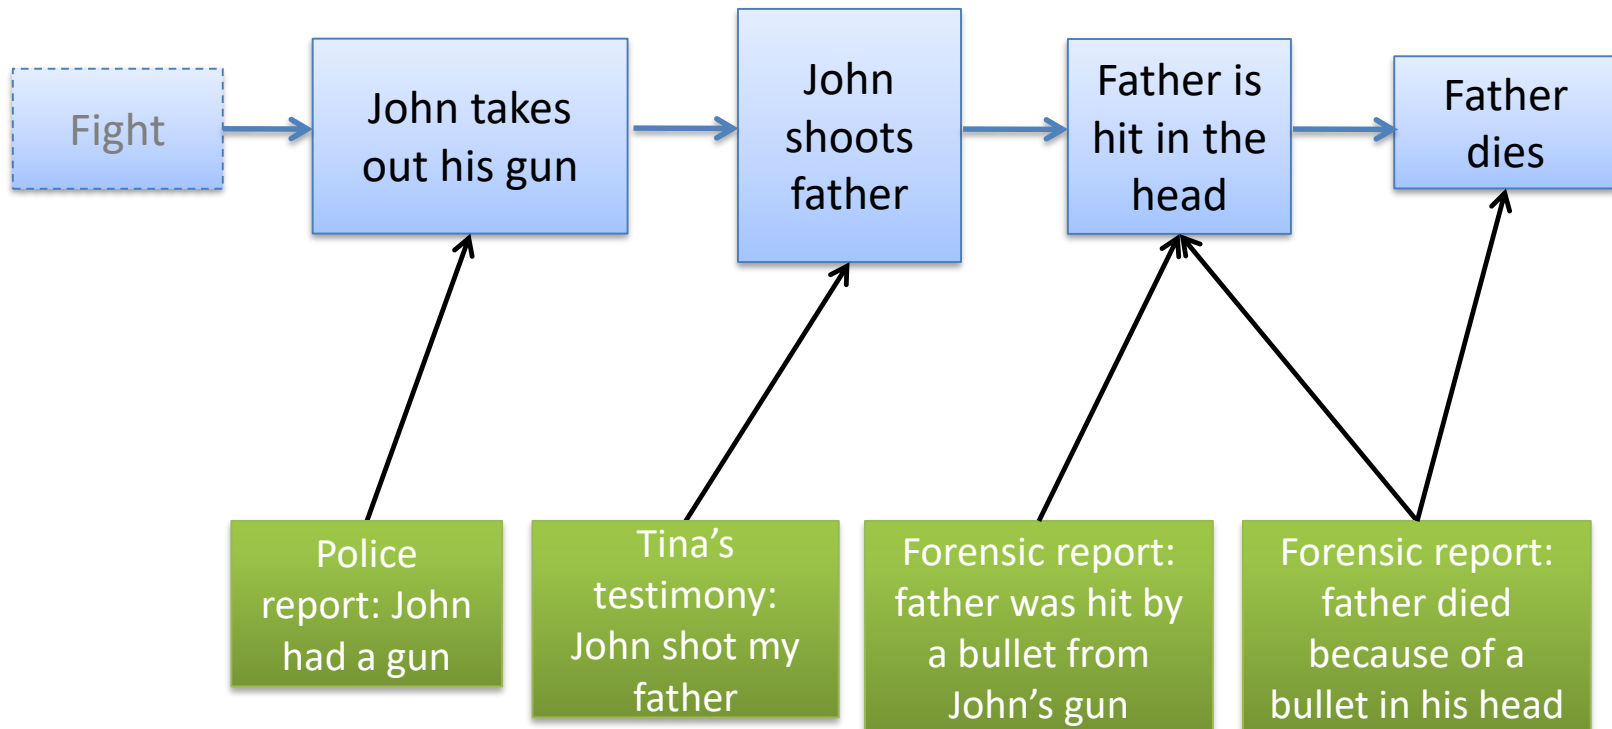 Fight
John takes
out his gun
John
shoots
father
Father is
hit in the
head
Father
dies
Police
report: John
had a gun
Tina’s
testimony:
John shot my
father
Forensic report:
father was hit by
a bullet from
John’s gun
Forensic report:
father died
because of a
bullet in his head